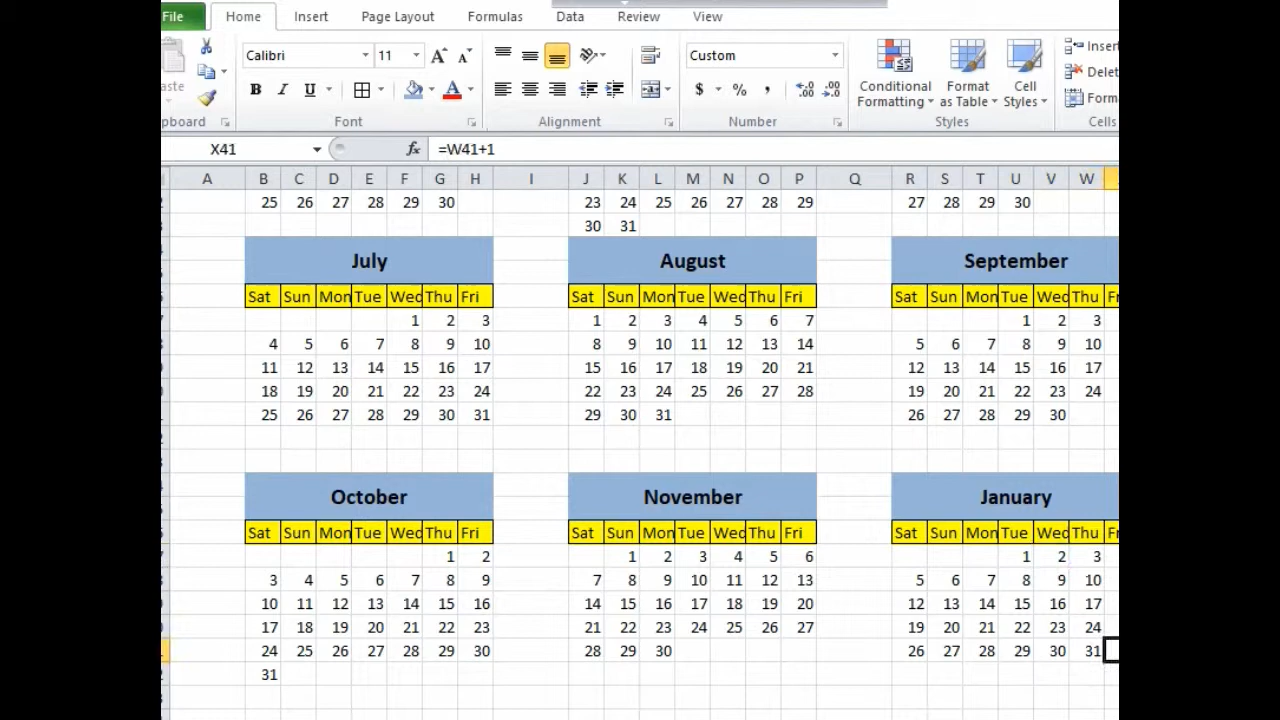 File Home Insert Page Layout Formulas Data Review View
Calibri 11 A A Custom Insert
aste B I U A $ % , .0 .00 .00 .0 Conditional Formatting Format as Table Cell Styles Delet Form
pboard Font Alignment Number Styles Cells
X41 fx =W41+1
A B C D E F G H I J K L M N O P Q R S T U V W
25 26 27 28 29 30 23 24 25 26 27 28 29 27 28 29 30
30 31
July August September
Sat Sun Mon Tue Wed Thu Fri Sat Sun Mon Tue Wed Thu Fri Sat Sun Mon Tue Wed Thu Fr
1 2 3 1 2 3 4 5 6 7 1 2 3
4 5 6 7 8 9 10 8 9 10 11 12 13 14 5 6 7 8 9 10
11 12 13 14 15 16 17 15 16 17 18 19 20 21 12 13 14 15 16 17
18 19 20 21 22 23 24 22 23 24 25 26 27 28 19 20 21 22 23 24
25 26 27 28 29 30 31 29 30 31 26 27 28 29 30
October November January
Sat Sun Mon Tue Wed Thu Fri Sat Sun Mon Tue Wed Thu Fri Sat Sun Mon Tue Wed Thu Fr
1 2 1 2 3 4 5 6 1 2 3
3 4 5 6 7 8 9 7 8 9 10 11 12 13 5 6 7 8 9 10
10 11 12 13 14 15 16 14 15 16 17 18 19 20 12 13 14 15 16 17
17 18 19 20 21 22 23 21 22 23 24 25 26 27 19 20 21 22 23 24
24 25 26 27 28 29 30 28 29 30 26 27 28 29 30 31
31